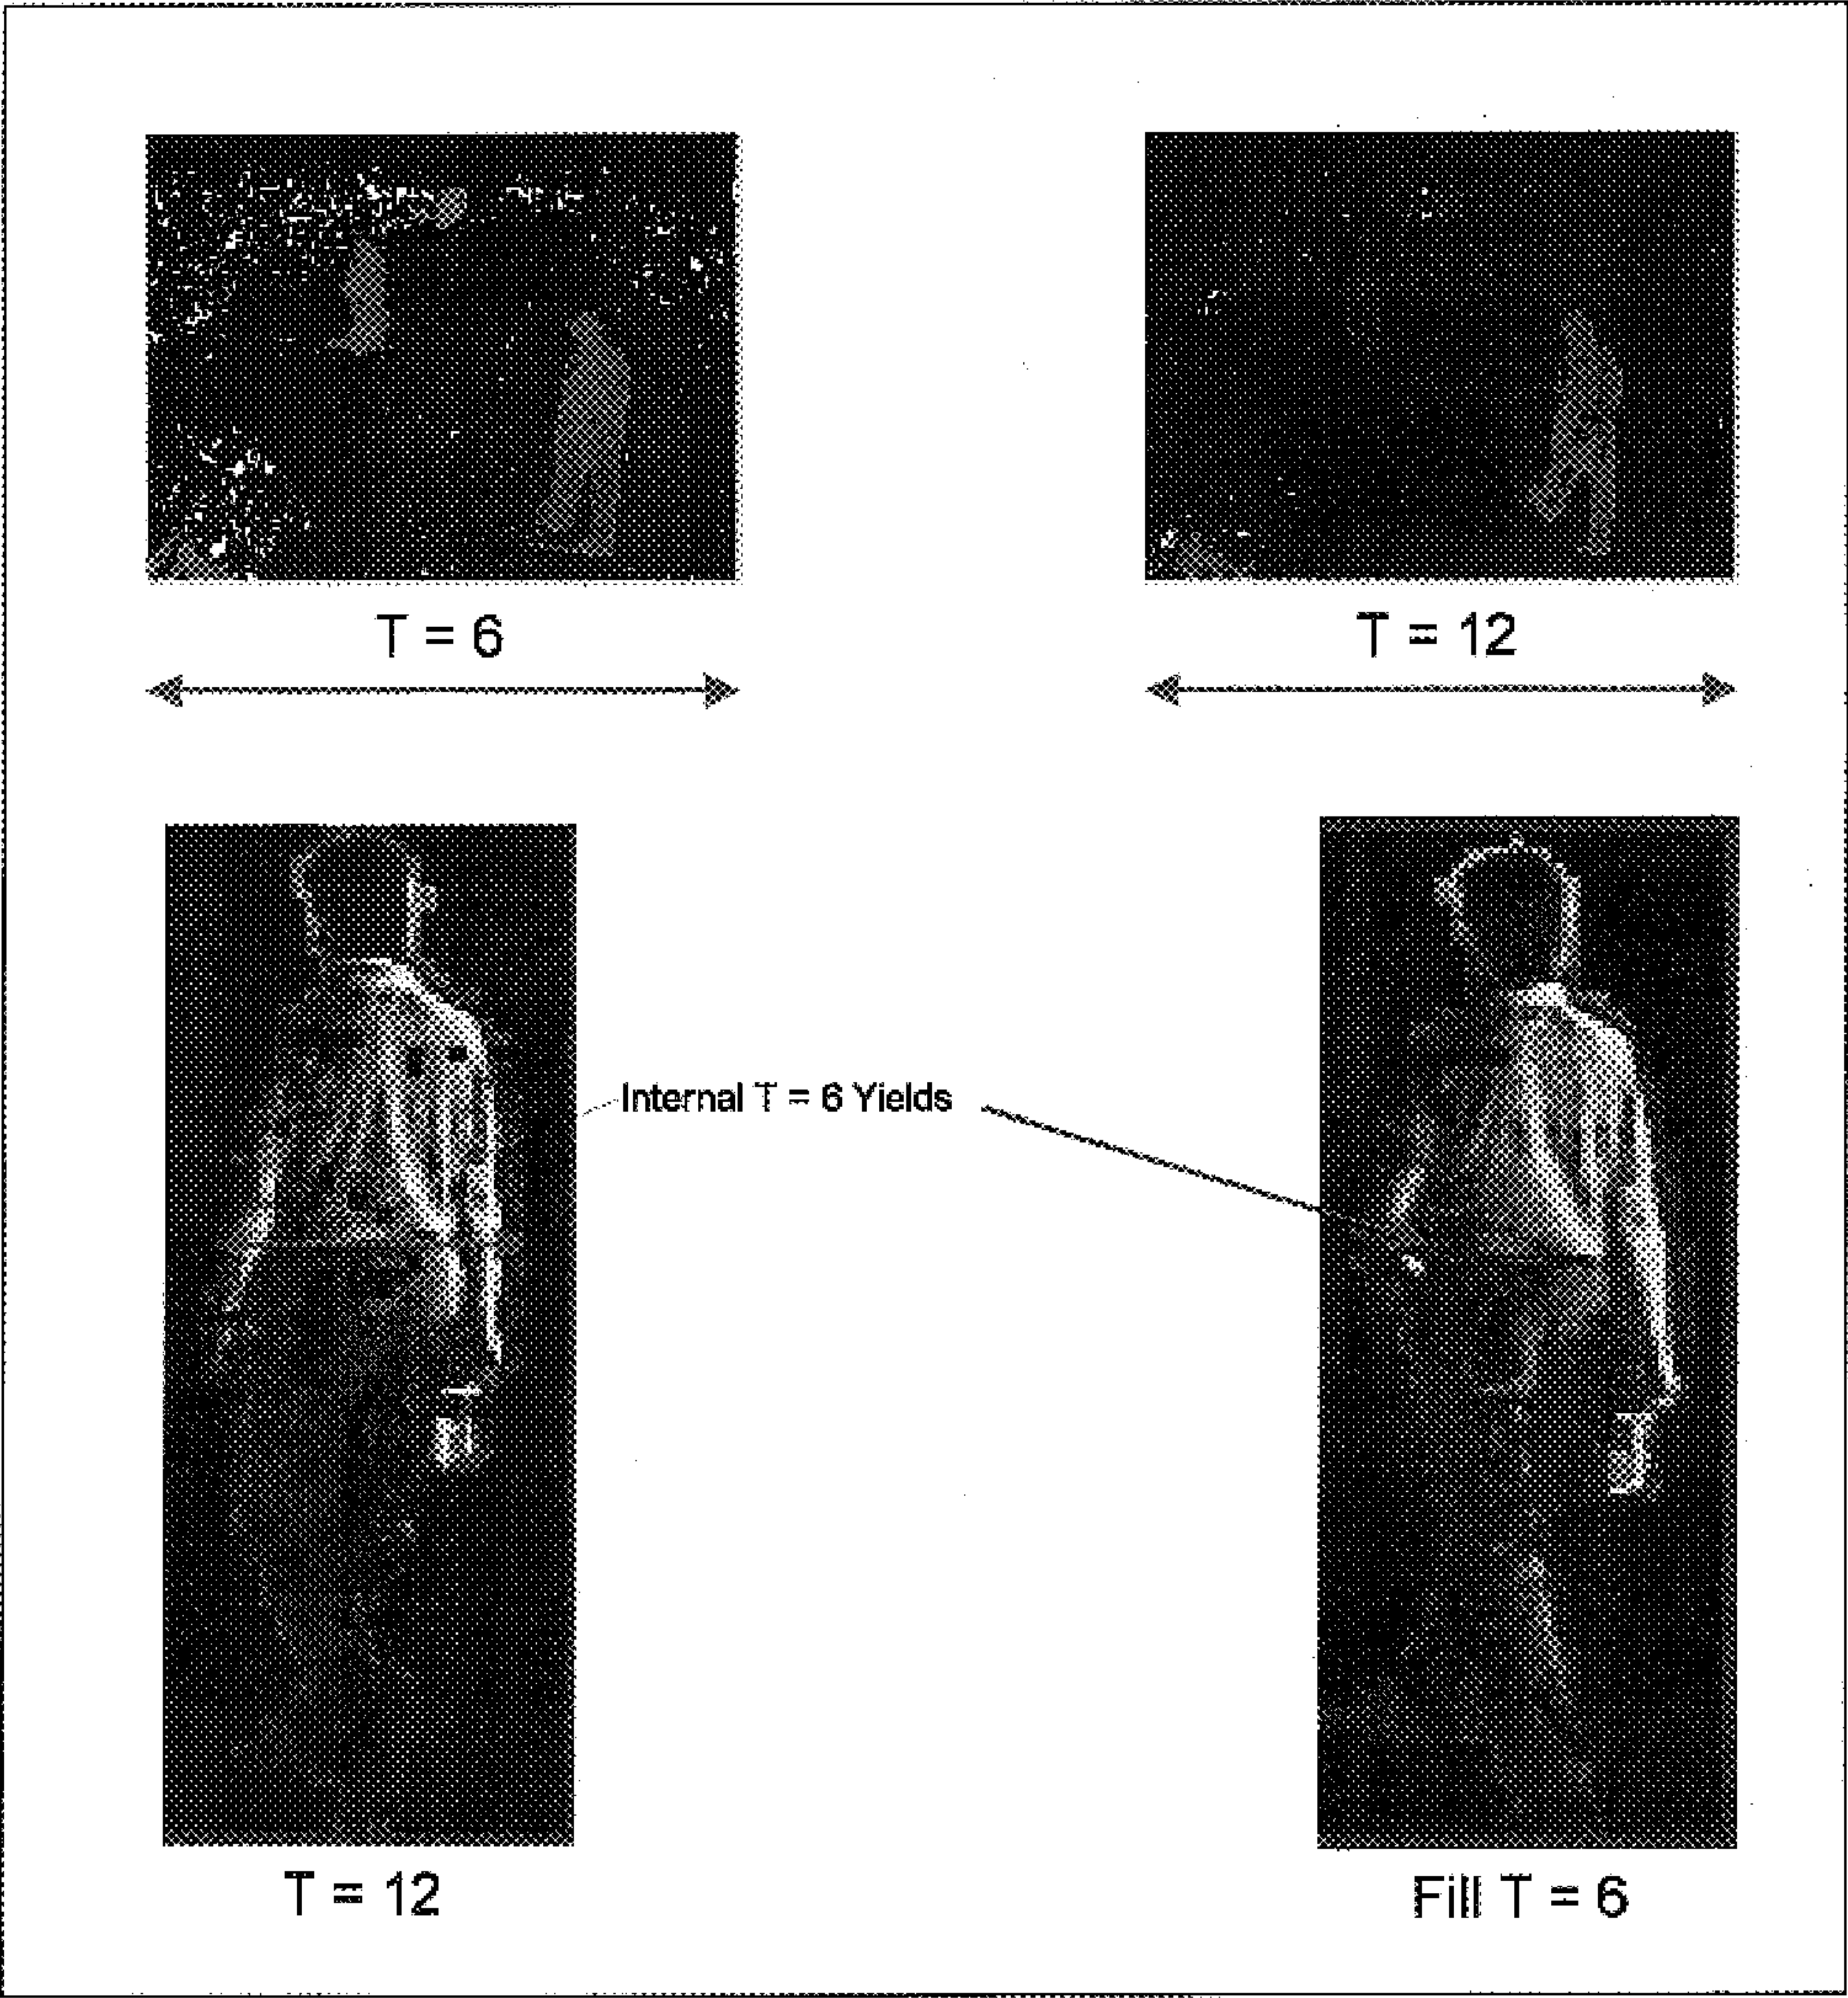 T = 6
T = 12
Internal T = 6 Yields
T = 12
Fill T = 6